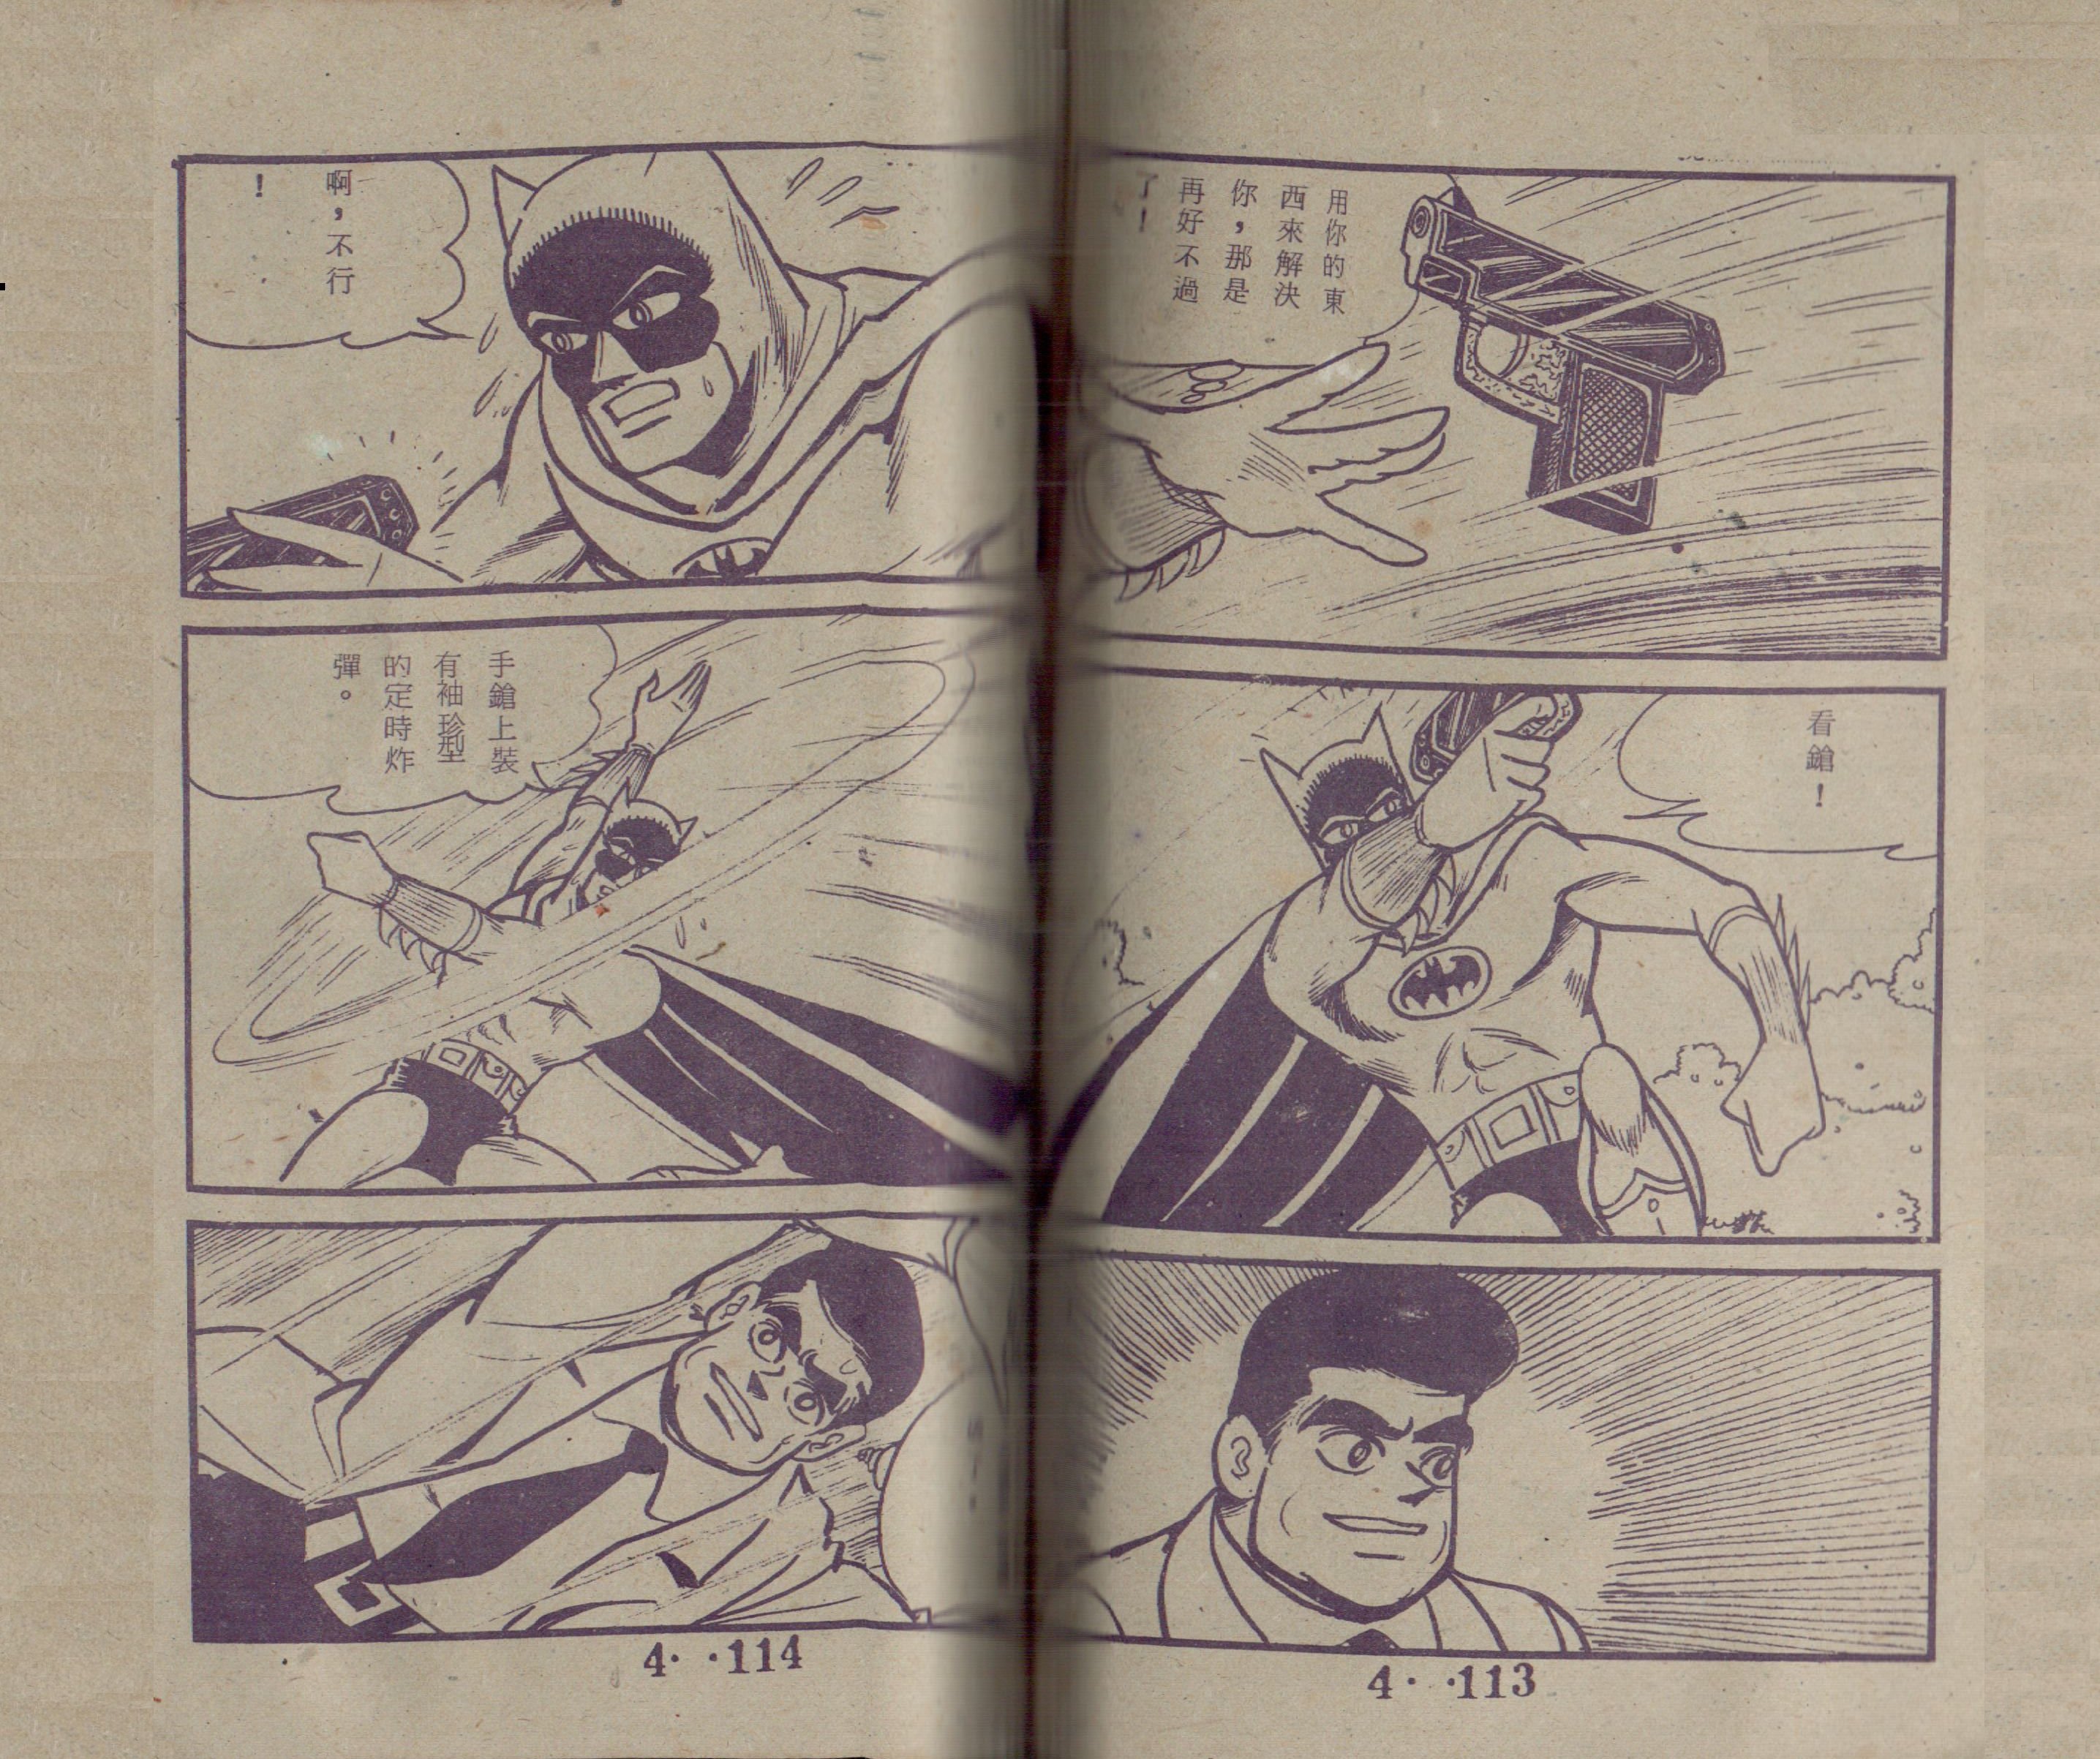 用你的東
西來解決
你，那是
再好不過
了！
看鎗！
4··113
啊，不行
！
手鎗上裝
有袖珍型
的定時炸
彈。
4··114